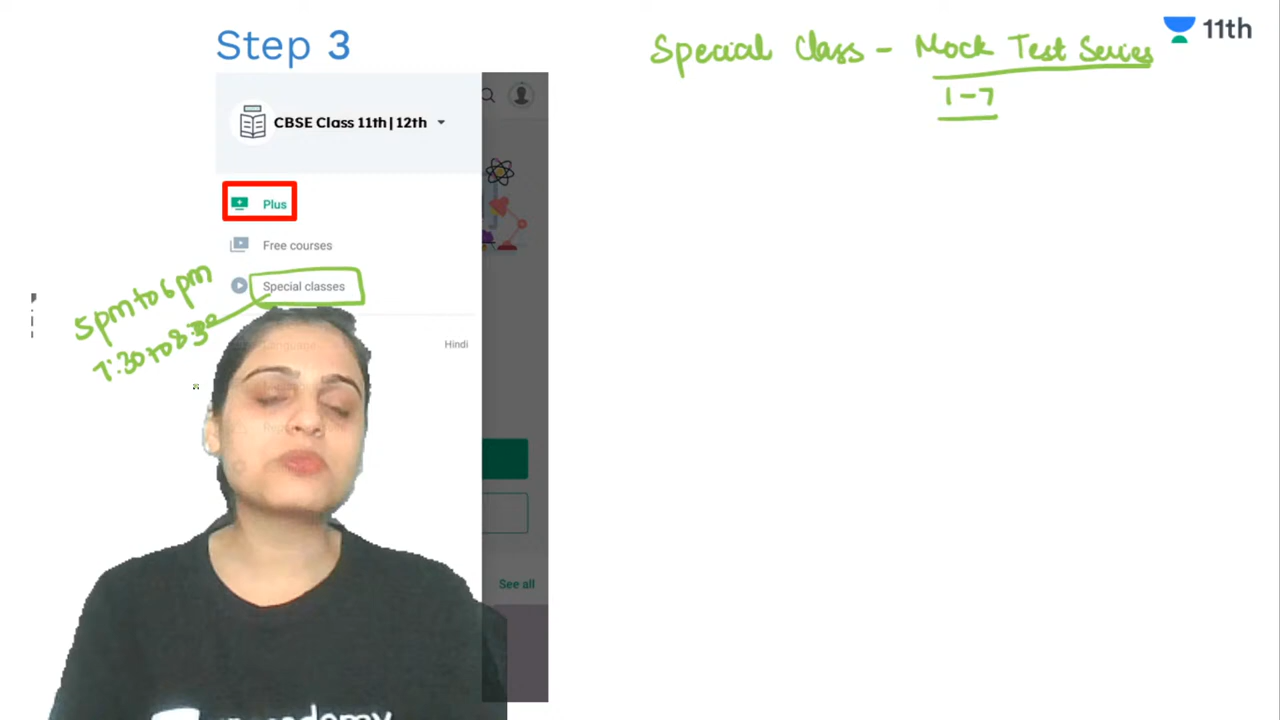 Step 3
Special Class - Mock Test Series
1-7
11th
CBSE Class 11th|12th
Plus
Free courses
Special classes
5pm to 6pm
7:30 to 8:30
Language
Hindi
See all